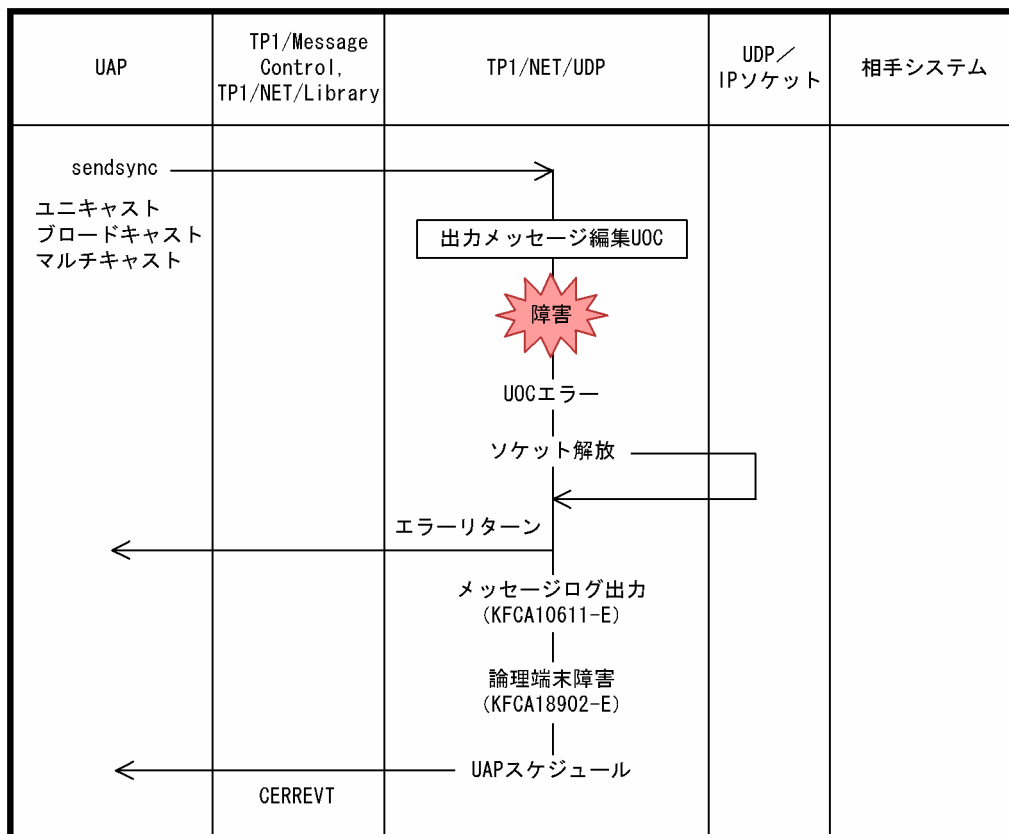 UAP
TP1/Message
Control,
TP1/NET/Library
TP1/NET/UDP
UDP／
IPソケット
相手システム
sendsync
ユニキャスト
ブロードキャスト
マルチキャスト
出力メッセージ編集UOC
障害
UOCエラー
ソケット解放
エラーリターン
メッセージログ出力
(KFCA10611-E)
論理端末障害
(KFCA18902-E)
UAPスケジュール
CERREVT